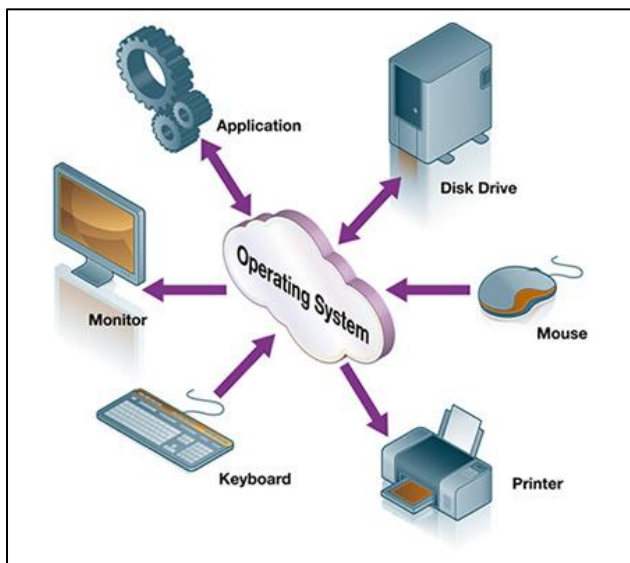 Application
Disk Drive
Operating System
Monitor
Mouse
Keyboard
Printer